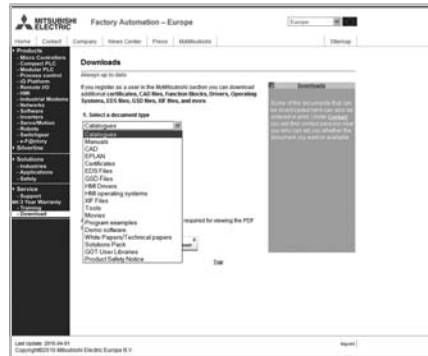 MITSUBISHI
ELECTRIC
Factory Automation – Europe
Europe
Home
Contact
Company
News Center
Press
MyMitsubishi
Sitemap
Products
- Micro Controllers
- Compact PLC
- Modular PLC
- Process control
- iQ Platform
- Remote I/O
- HMI
- Industrial Modems
- Networks
- Software
- Inverters
- Servo/Motion
- Robots
- Switchgear
- e-F@ctory
Silverline
Solutions
- Industries
- Applications
- Safety
Service
- Support
3 Year Warranty
- Training
- Download
Downloads
Always up to date
If you register as a user in the MyMitsubishi section you can download
additional certificates, CAD files, Function Blocks, Drivers, Operating
Systems, EDS files, GSD files, XIF files, and more
1. Select a document type
Catalogues
Catalogues
Manuals
CAD
EPLAN
Certificates
EDS Files
GSD Files
HMI Drivers
HMI operating systems
XIF Files
Tools
Movies
Program examples
Demo software
White Papers/Technical papers
Solutions Pack
GOT User Libraries
Product Safety Notice
required for viewing the PDF
Top
Downloads
Some of the documents that can
be downloaded here can also be
ordered in print. Under Contact
you will find contact persons near
you who can tell you whether the
document you want is available.
Last Update: 2010-04-01
Copyright©2010 Mitsubishi Electric Europe B.V.
Imprint